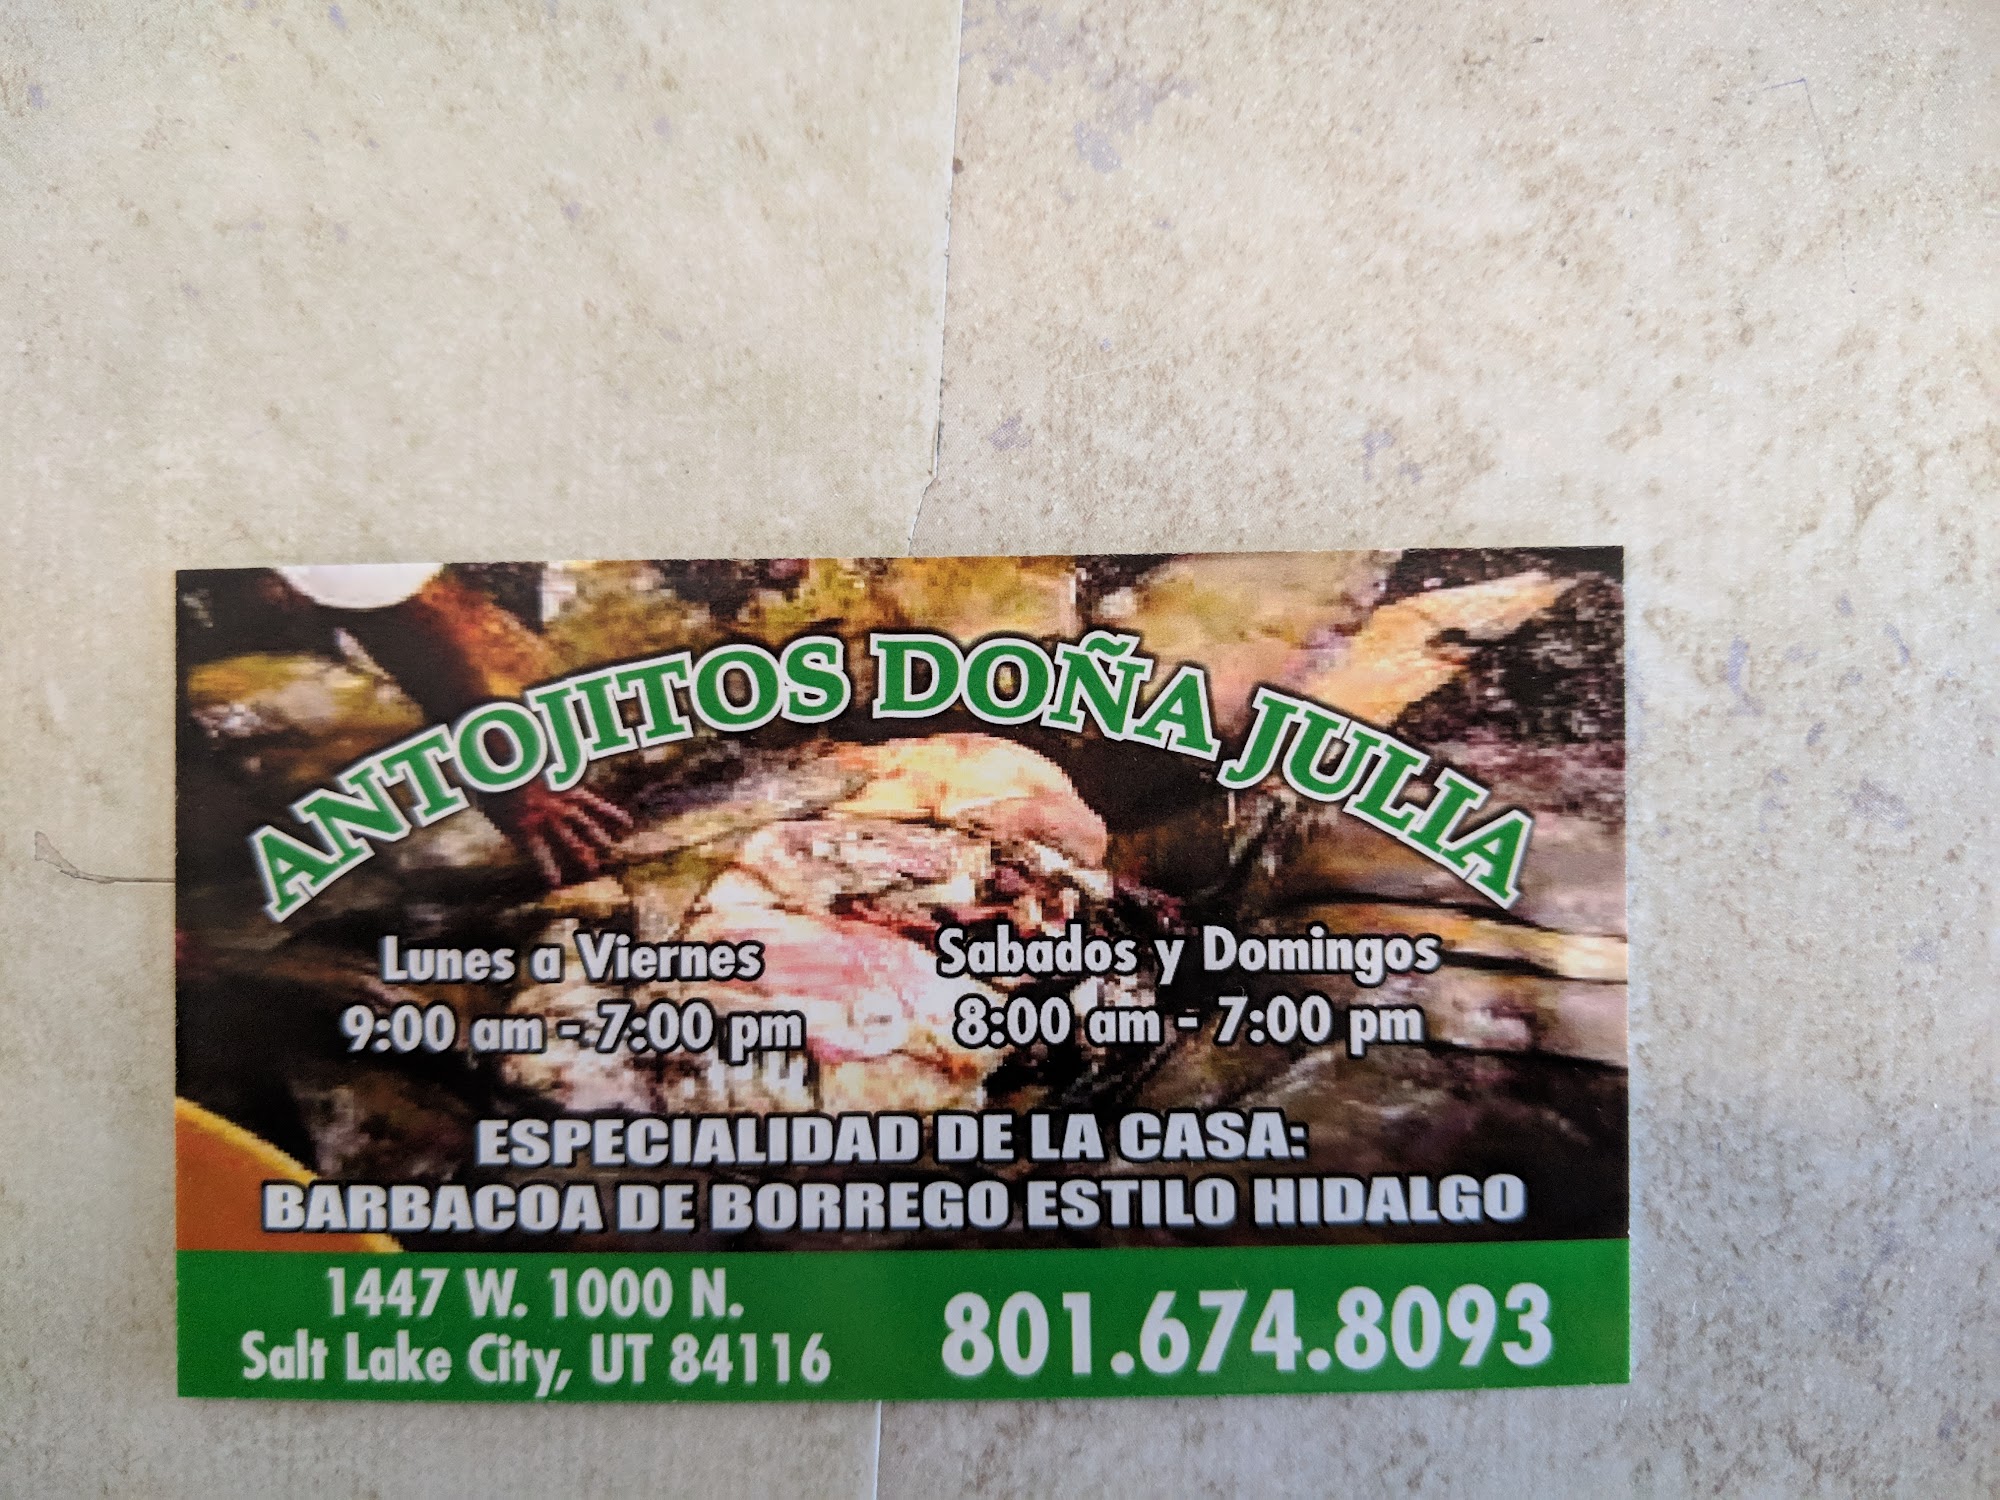 ANTOJITOS DOÑA JULIA
Lunes a Viernes
9:00 am - 7:00 pm
Sabados y Domingos
8:00 am - 7:00 pm
ESPECIALIDAD DE LA CASA:
BARBACOA DE BORREGO ESTILO HIDALGO
1447 W. 1000 N.
Salt Lake City, UT 84116
801.674.8093